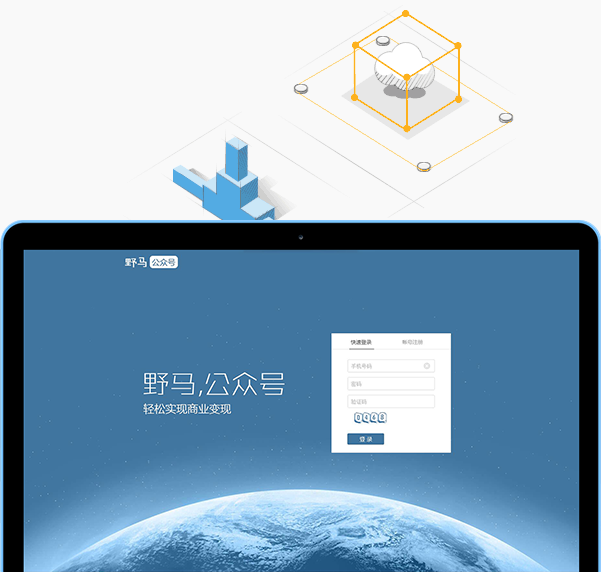 野马 公众号
快速登录 帐号注册
手机号码
野马,公众号
密码
轻松实现商业变现
验证码
登录